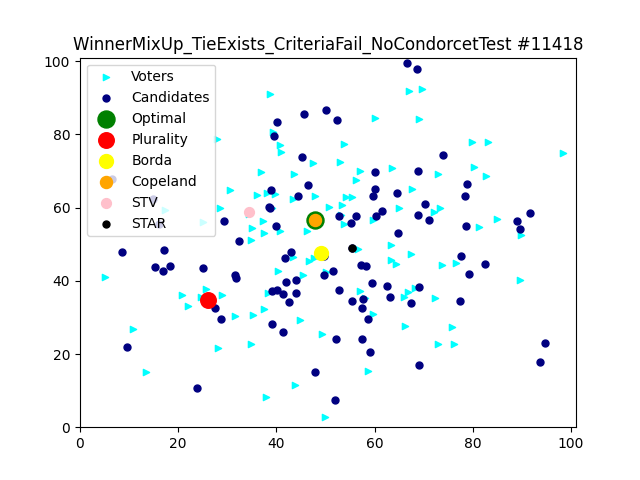 WinnerMixUp_TieExists_CriteriaFail_NoCondorcetTest #11418
Voters
Candidates
Optimal
Plurality
Borda
Copeland
STV
STAR
100
80
60
40
20
0
0 20 40 60 80 100